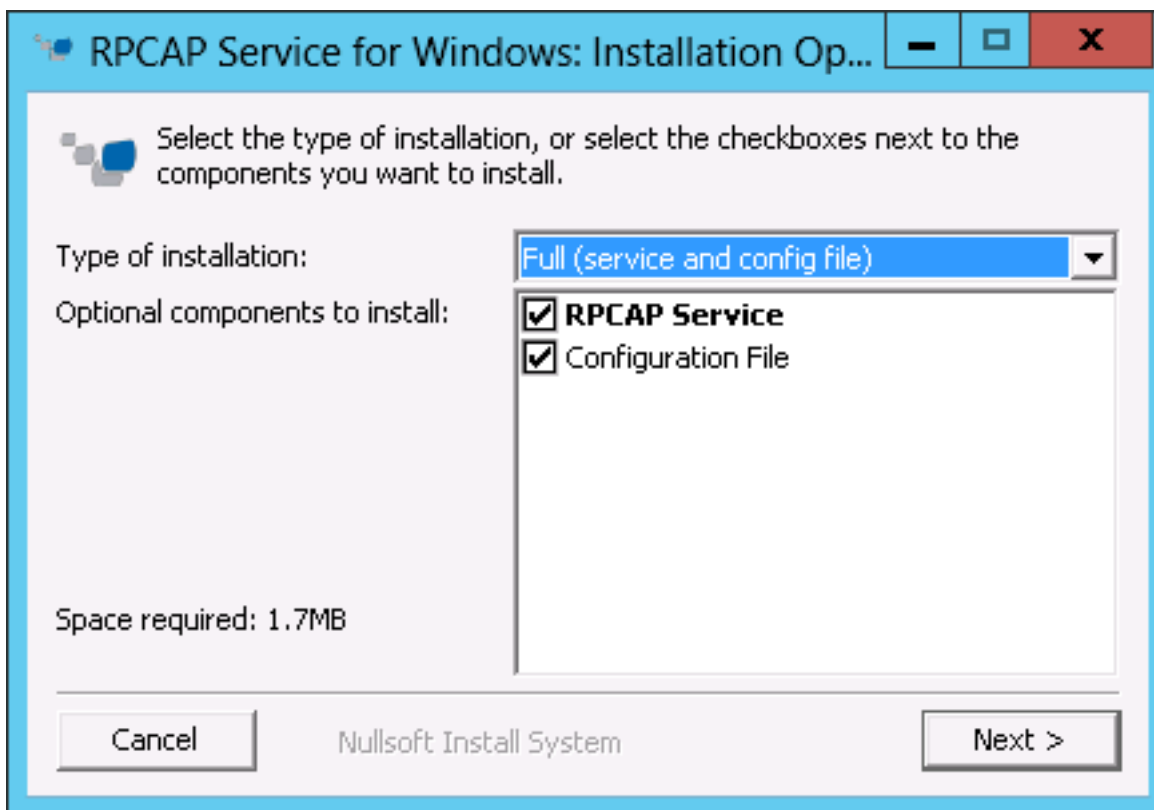 RPCAP Service for Windows: Installation Op...
Select the type of installation, or select the checkboxes next to the
components you want to install.
Type of installation:
Full (service and config file)
Optional components to install:
RPCAP Service
Configuration File
Space required: 1.7MB
Cancel
Nullsoft Install System
Next >